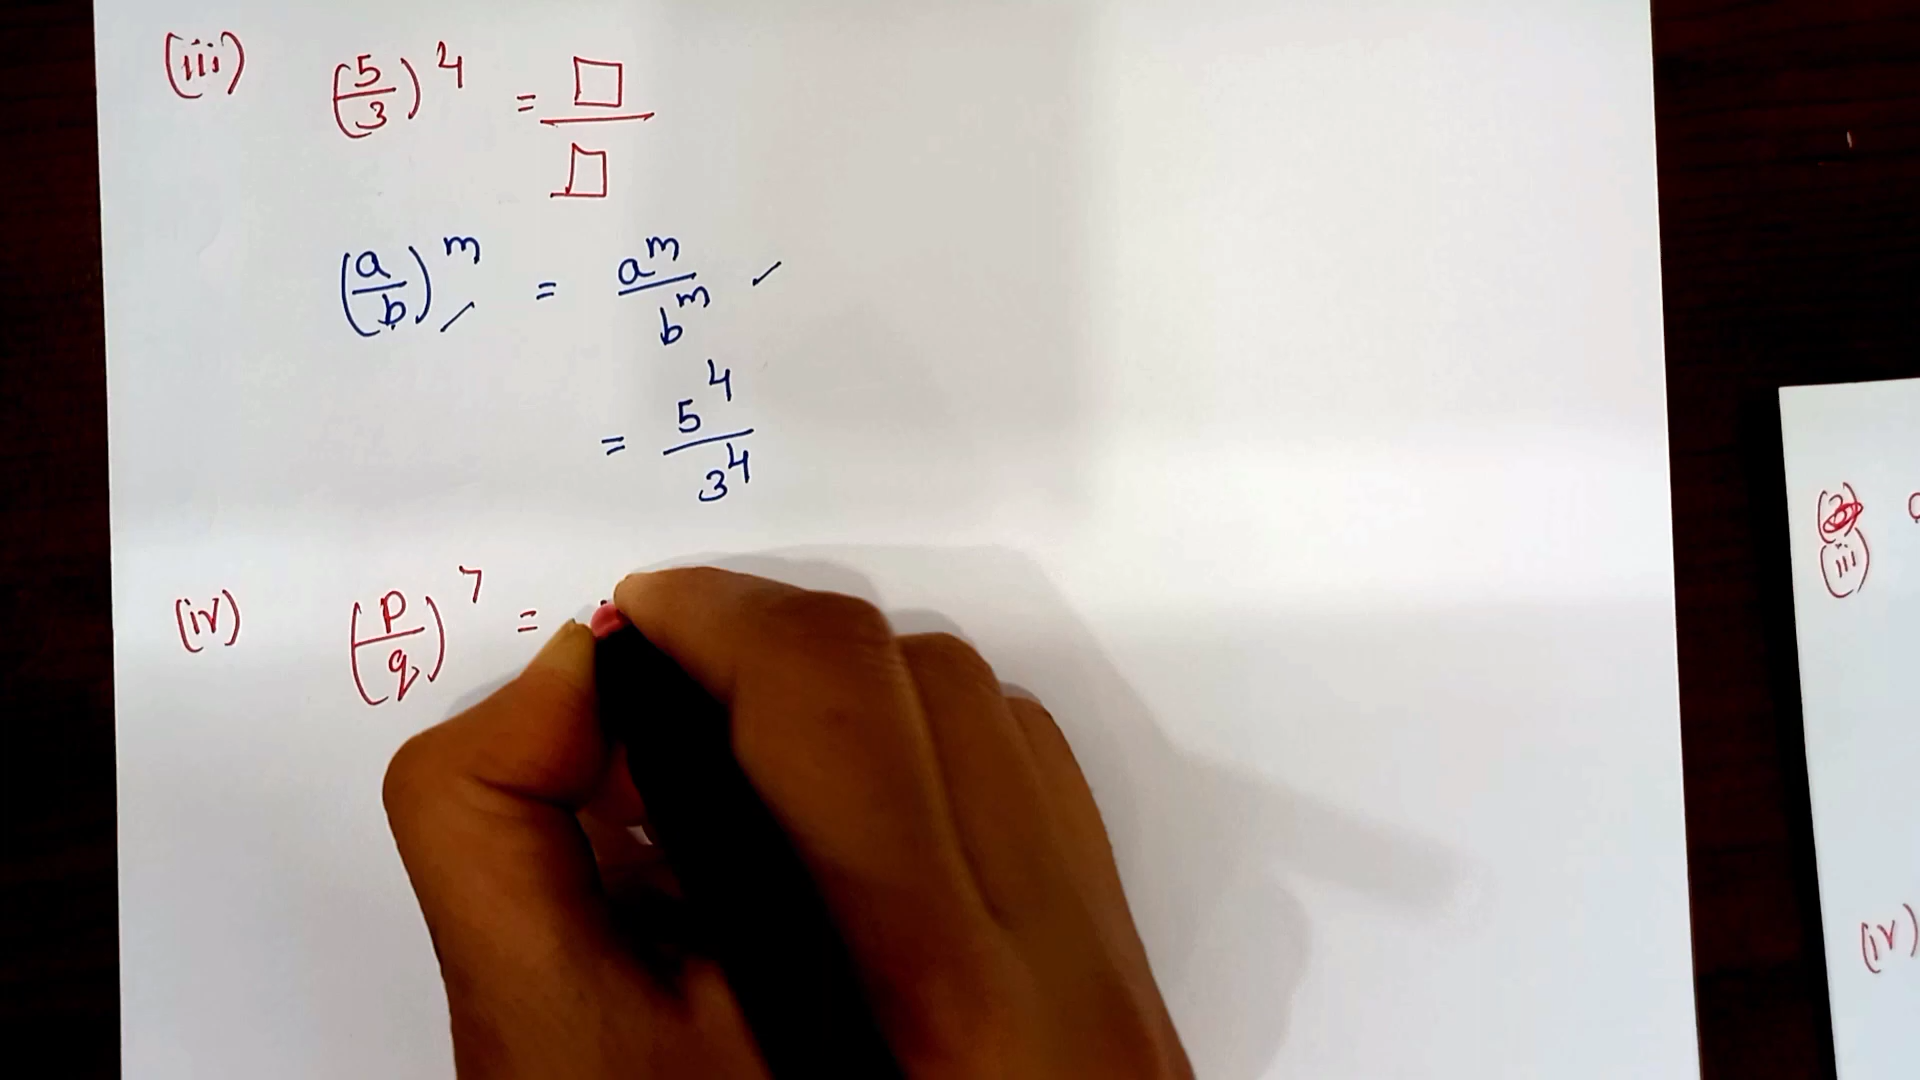 (iii) (5/3)^4 = □/□
(a/b)^m = a^m/b^m
= 5^4/3^4
(iv) (p/q)^7 =
(iii)
(iv)